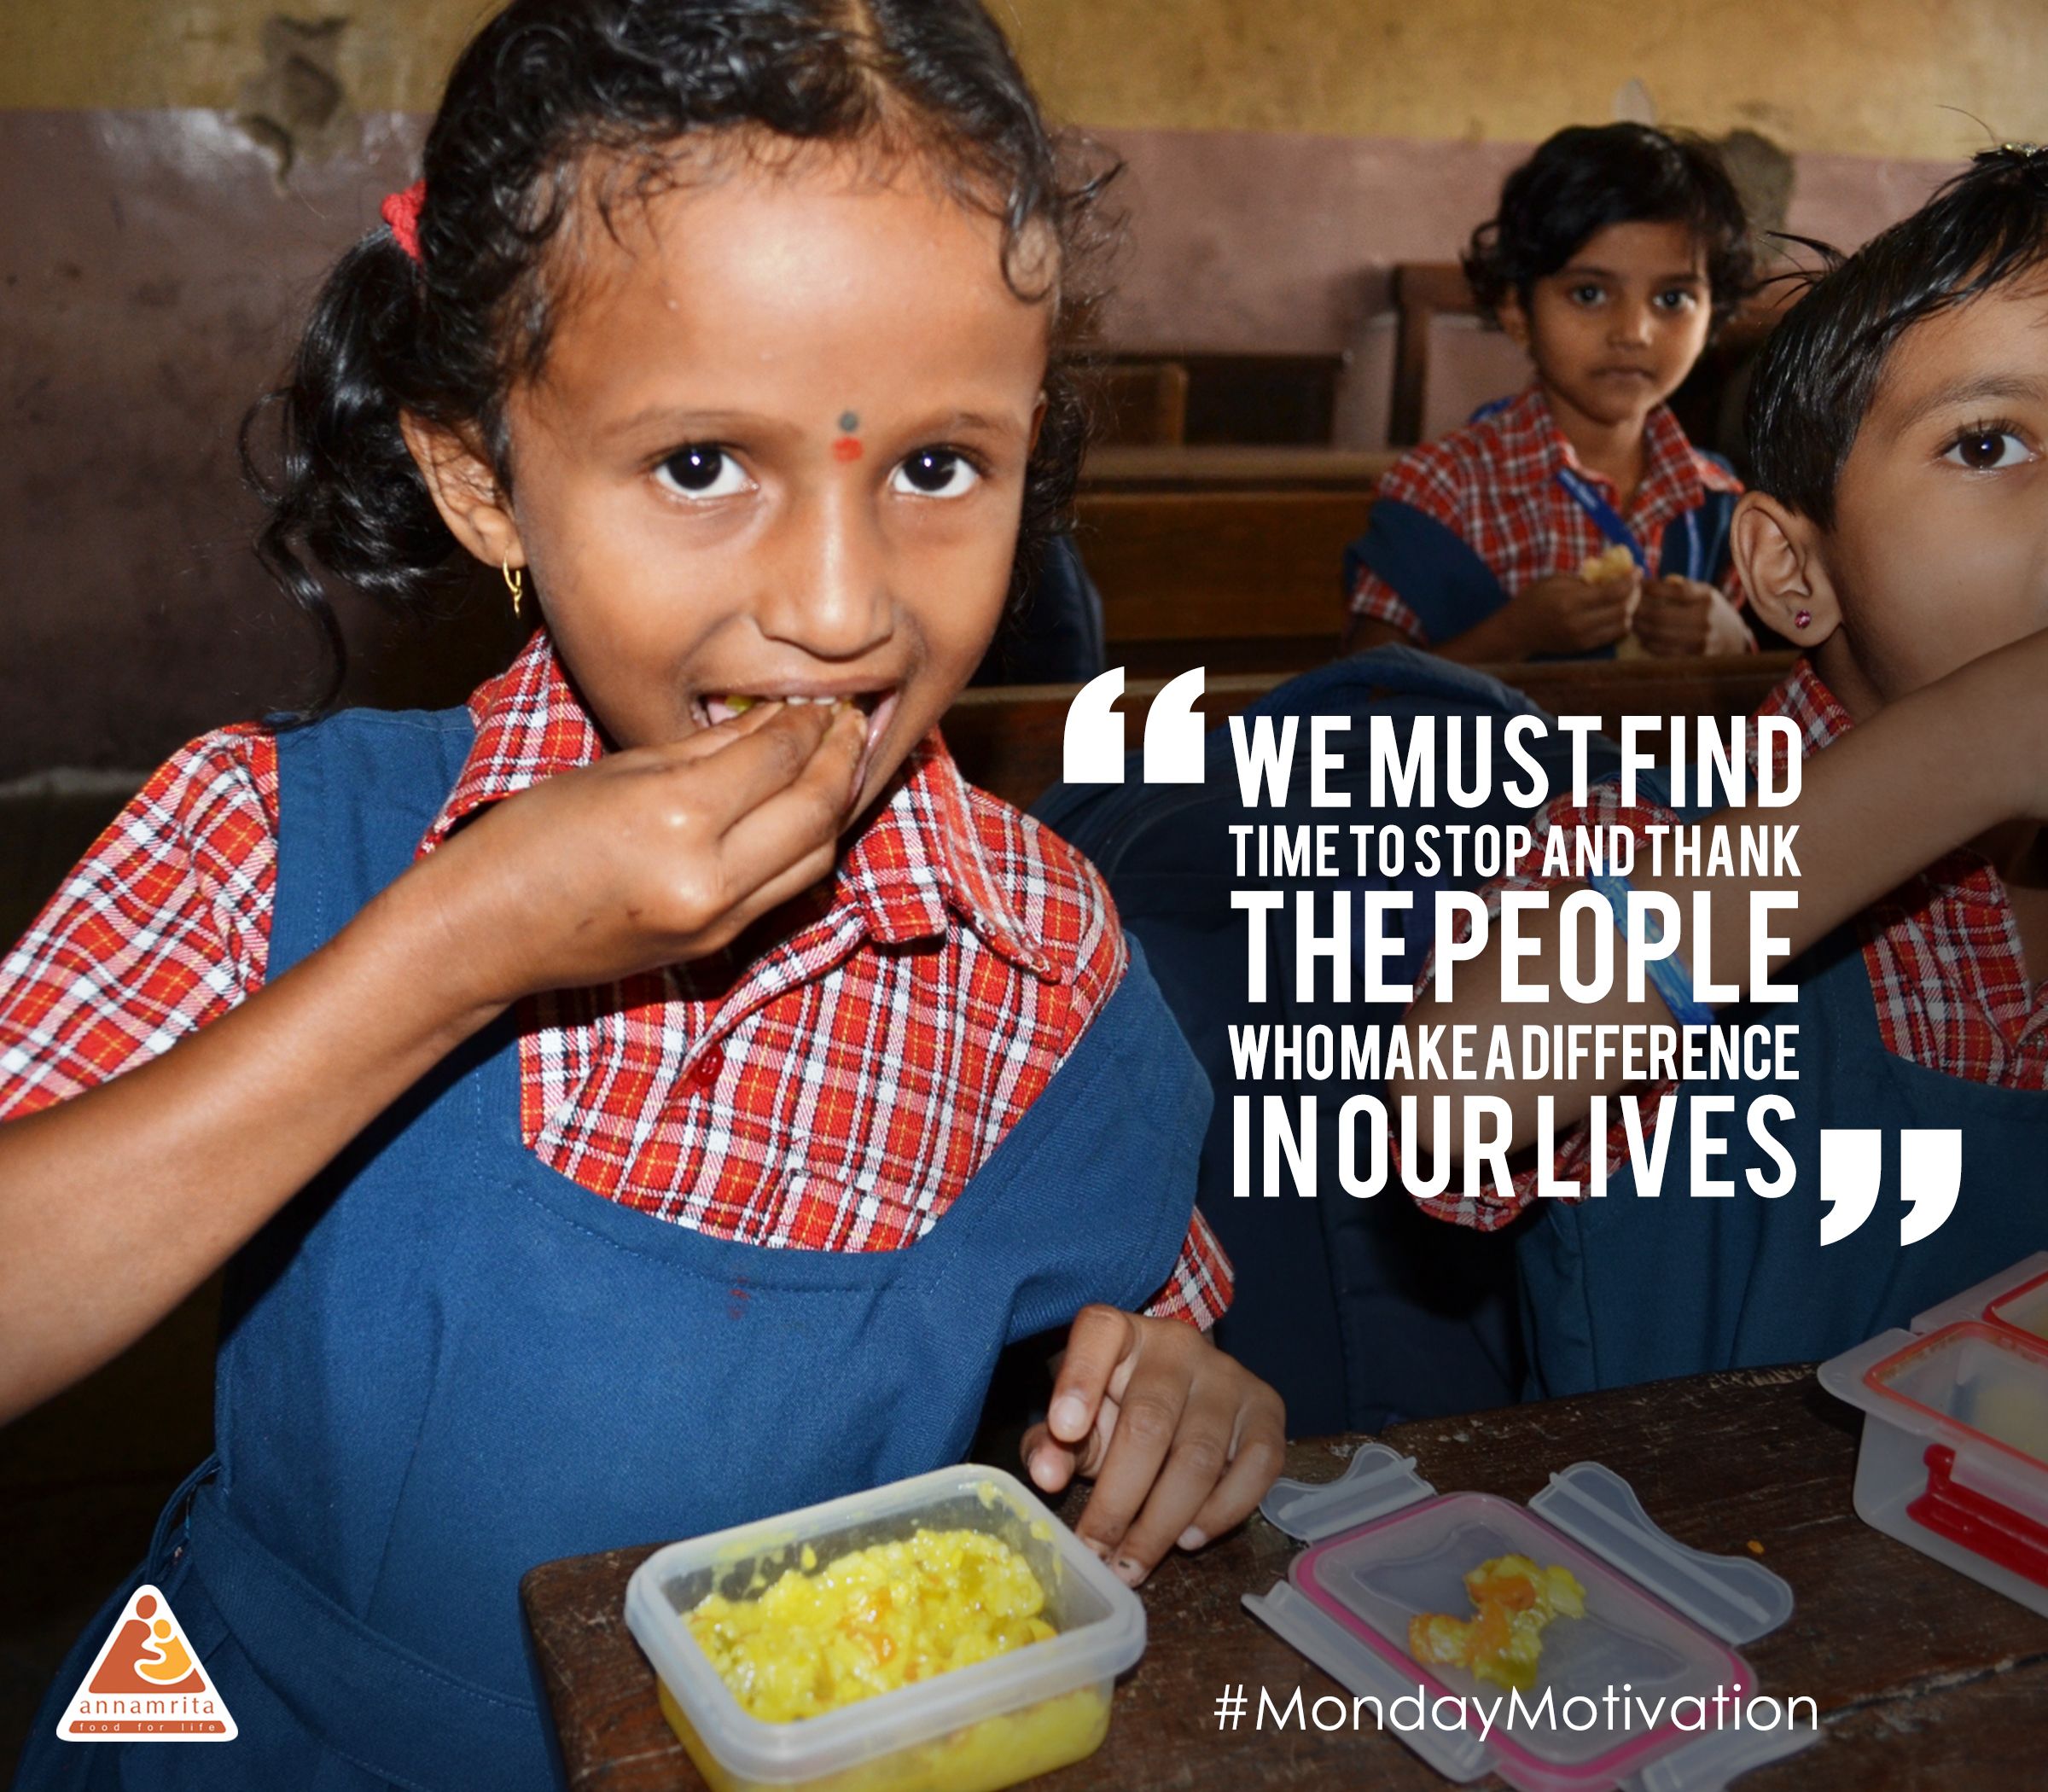 “WE MUST FIND
TIME TO STOP AND THANK
THE PEOPLE
WHO MAKE A DIFFERENCE
IN OUR LIVES”
annamrita
food for life
#MondayMotivation